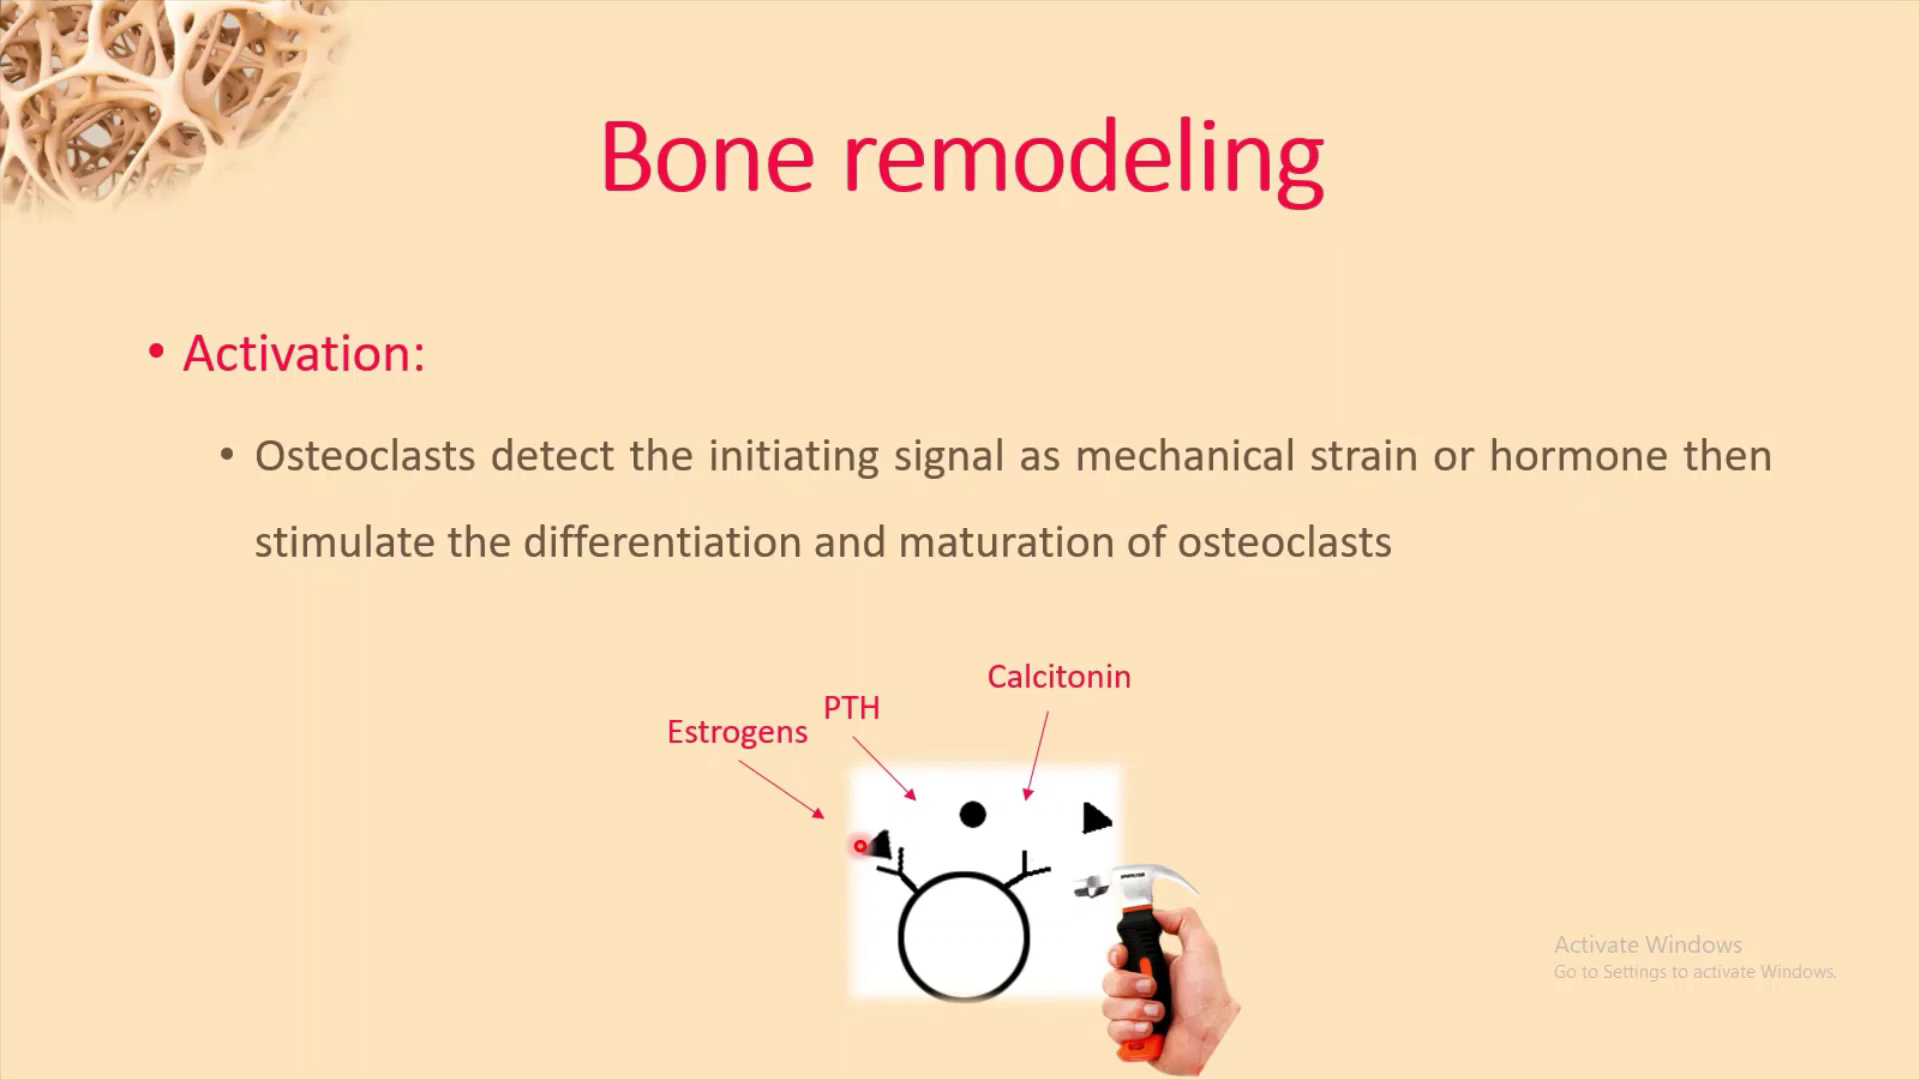 Bone remodeling
• Activation:
• Osteoclasts detect the initiating signal as mechanical strain or hormone then
stimulate the differentiation and maturation of osteoclasts
Calcitonin
PTH
Estrogens
Activate Windows
Go to Settings to activate Windows.